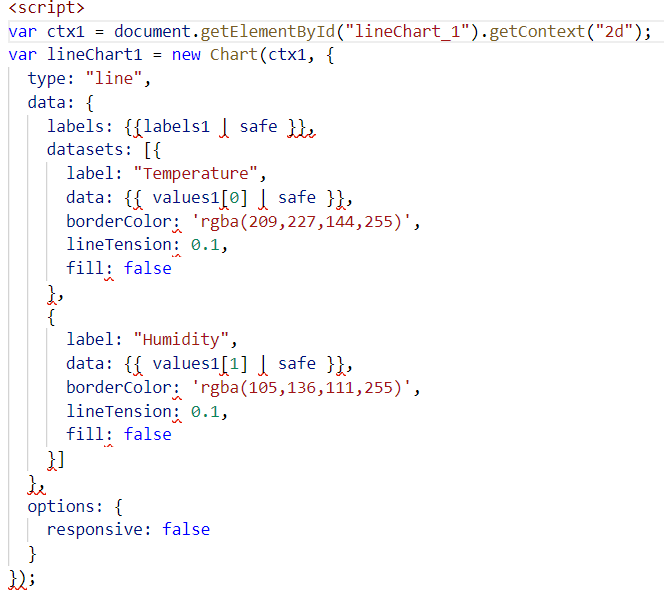 <script>
var ctx1 = document.getElementById("lineChart_1").getContext("2d");
var lineChart1 = new Chart(ctx1, {
  type: "line",
  data: {
    labels: {{labels1 | safe }},
    datasets: [{
      label: "Temperature",
      data: {{ values1[0] | safe }},
      borderColor: 'rgba(209,227,144,255)',
      lineTension: 0.1,
      fill: false
    },
    {
      label: "Humidity",
      data: {{ values1[1] | safe }},
      borderColor: 'rgba(105,136,111,255)',
      lineTension: 0.1,
      fill: false
    }]
  },
  options: {
    responsive: false
  }
});